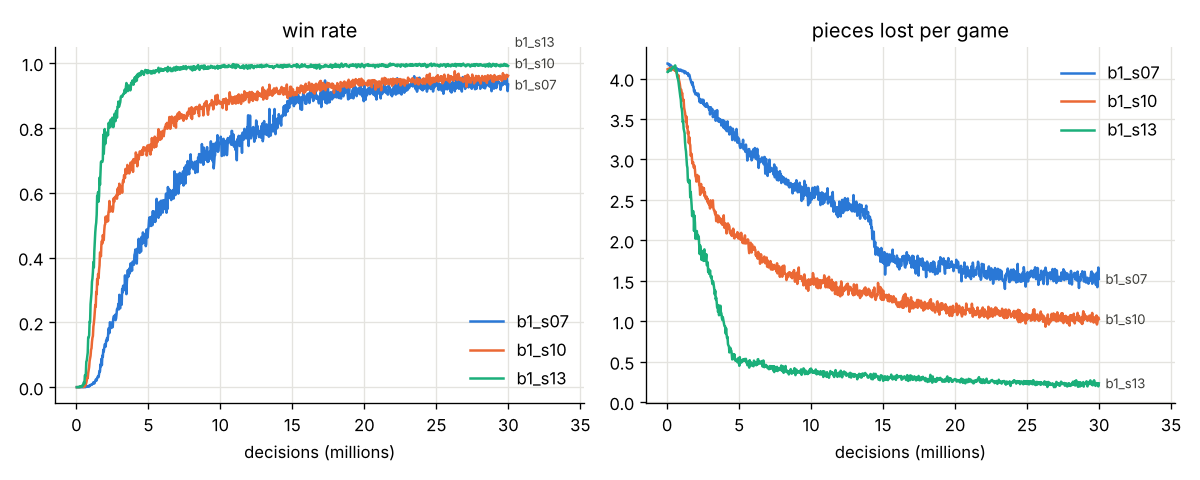 win rate
b1_s13
b1_s10
b1_s07
1.0
0.8
0.6
0.4
0.2
0.0
b1_s07
b1_s10
b1_s13
0 5 10 15 20 25 30 35
decisions (millions)
pieces lost per game
4.0
3.5
3.0
2.5
2.0
1.5
1.0
0.5
0.0
b1_s07
b1_s10
b1_s13
b1_s07
b1_s10
b1_s13
0 5 10 15 20 25 30 35
decisions (millions)